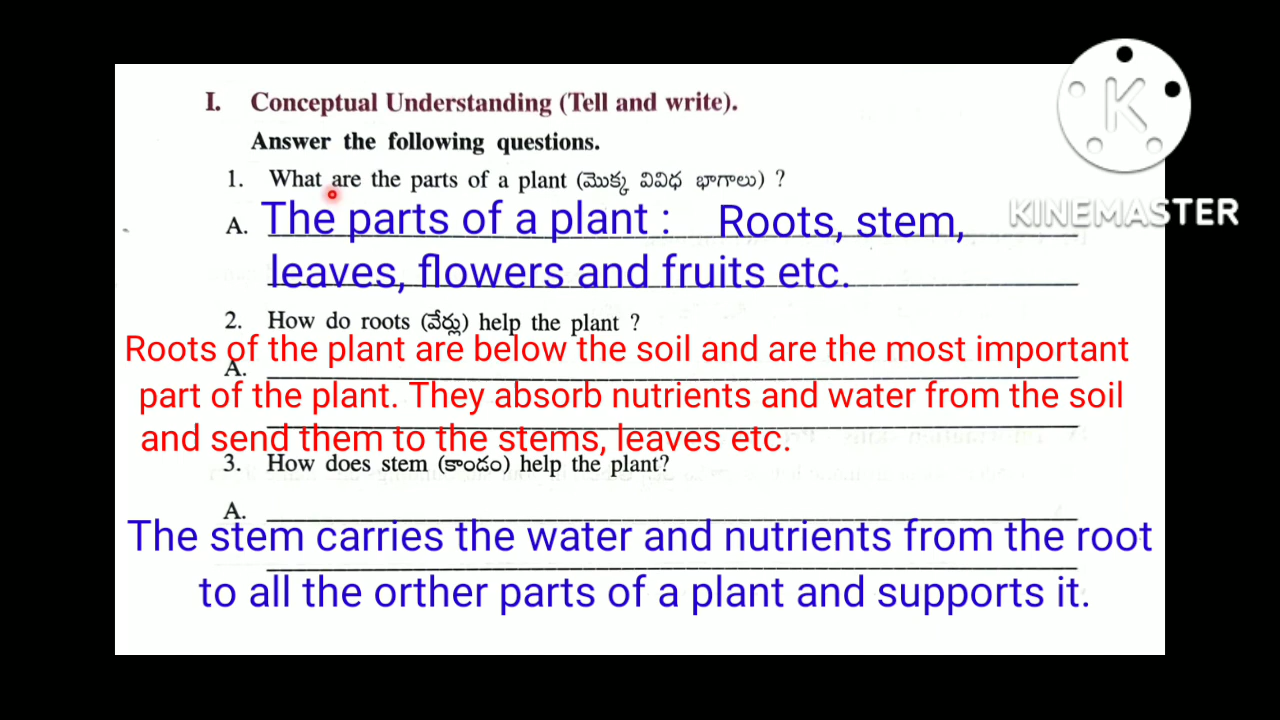 I. Conceptual Understanding (Tell and write).
Answer the following questions.
1. What are the parts of a plant (మొక్క వివిధ భాగాలు) ?
A. The parts of a plant : Roots, stem,
KINEMASTER
leaves, flowers and fruits etc.
2. How do roots (వేర్లు) help the plant ?
Roots of the plant are below the soil and are the most important
A.
part of the plant. They absorb nutrients and water from the soil
and send them to the stems, leaves etc.
3. How does stem (కాండం) help the plant?
A.
The stem carries the water and nutrients from the root
to all the orther parts of a plant and supports it.